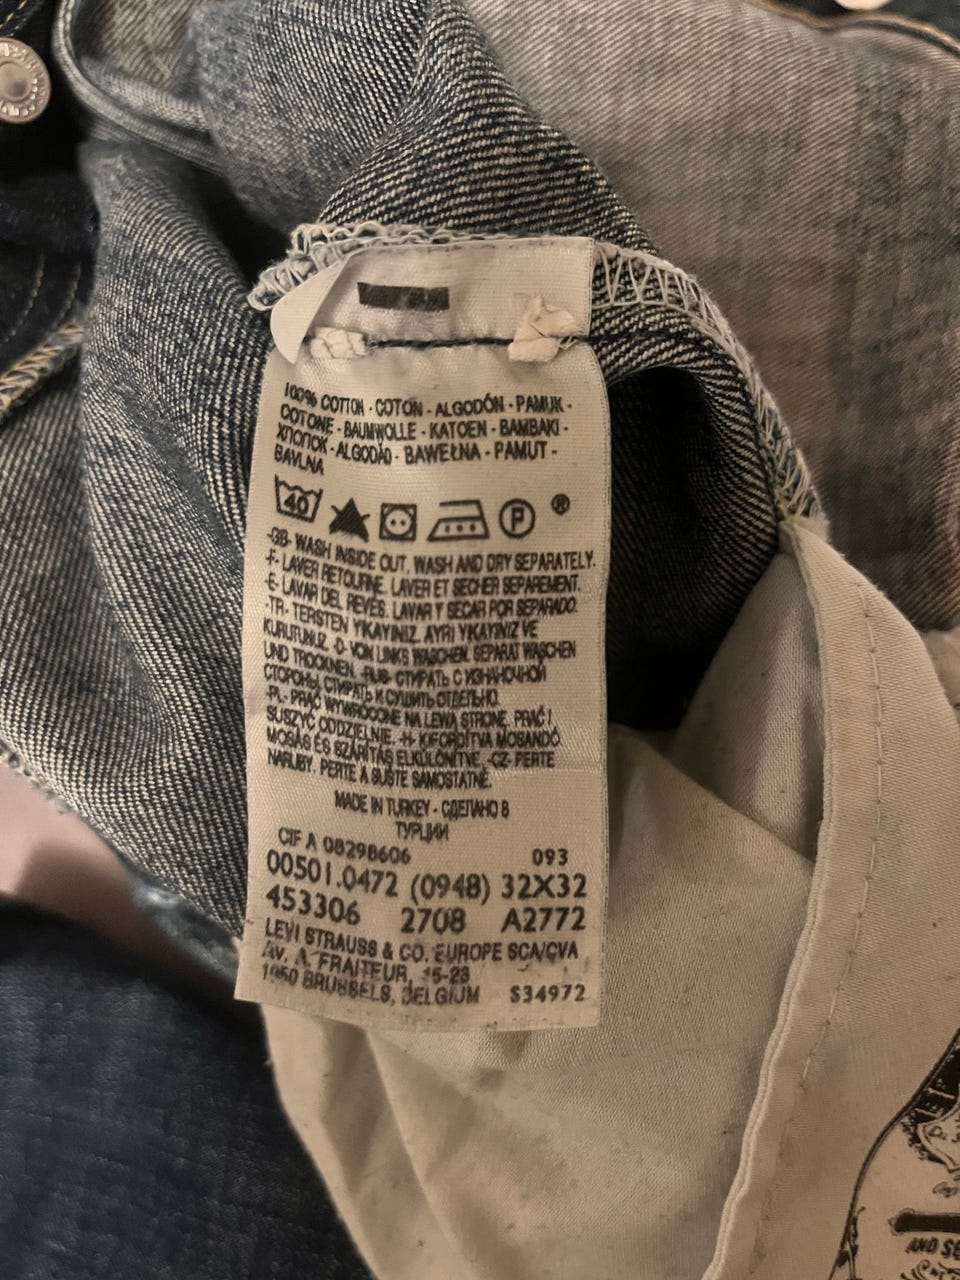 100% COTTON - COTON - ALGODÓN - PAMUK -
COTONE - BAUMWOLLE - KATOEN - BAMBAKI -
ХЛОПОК - ALGODÃO - BAWEŁNA - PAMUT -
BAVLNA
40 P ®
-GB- WASH INSIDE OUT. WASH AND DRY SEPARATELY.
-F- LAVER RETOURNE. LAVER ET SECHER SEPAREMENT.
-E- LAVAR DEL REVÉS. LAVAR Y SECAR POR SEPARADO.
-TR- TERSTEN YIKAYINIZ. AYRI YIKAYINIZ VE
KURUTUNUZ. -D- VON LINKS WASCHEN. SEPARAT WASCHEN
UND TROCKNEN. -RUS- СТИРАТЬ С ИЗНАНОЧНОЙ
СТОРОНЫ. СТИРАТЬ И СУШИТЬ ОТДЕЛЬНО.
-PL- PRAĆ WYWRÓCONE NA LEWĄ STRONĘ. PRAĆ I
SUSZYĆ ODDZIELNIE. -H- KIFORDÍTVA MOSANDÓ
MOSÁS ÉS SZÁRÍTÁS ELKÜLÖNÍTVE. -CZ- PERTE
NARUBY. PERTE A SUŠTE SAMOSTATNĚ.
MADE IN TURKEY - СДЕЛАНО В
ТУРЦИИ
CIF A 08298606 093
00501.0472 (0948) 32X32
453306 2708 A2772
LEVI STRAUSS & CO. EUROPE SCA/CVA
AV. A. FRAITEUR, 15-23
1050 BRUSSELS, BELGIUM S34972
AND SE